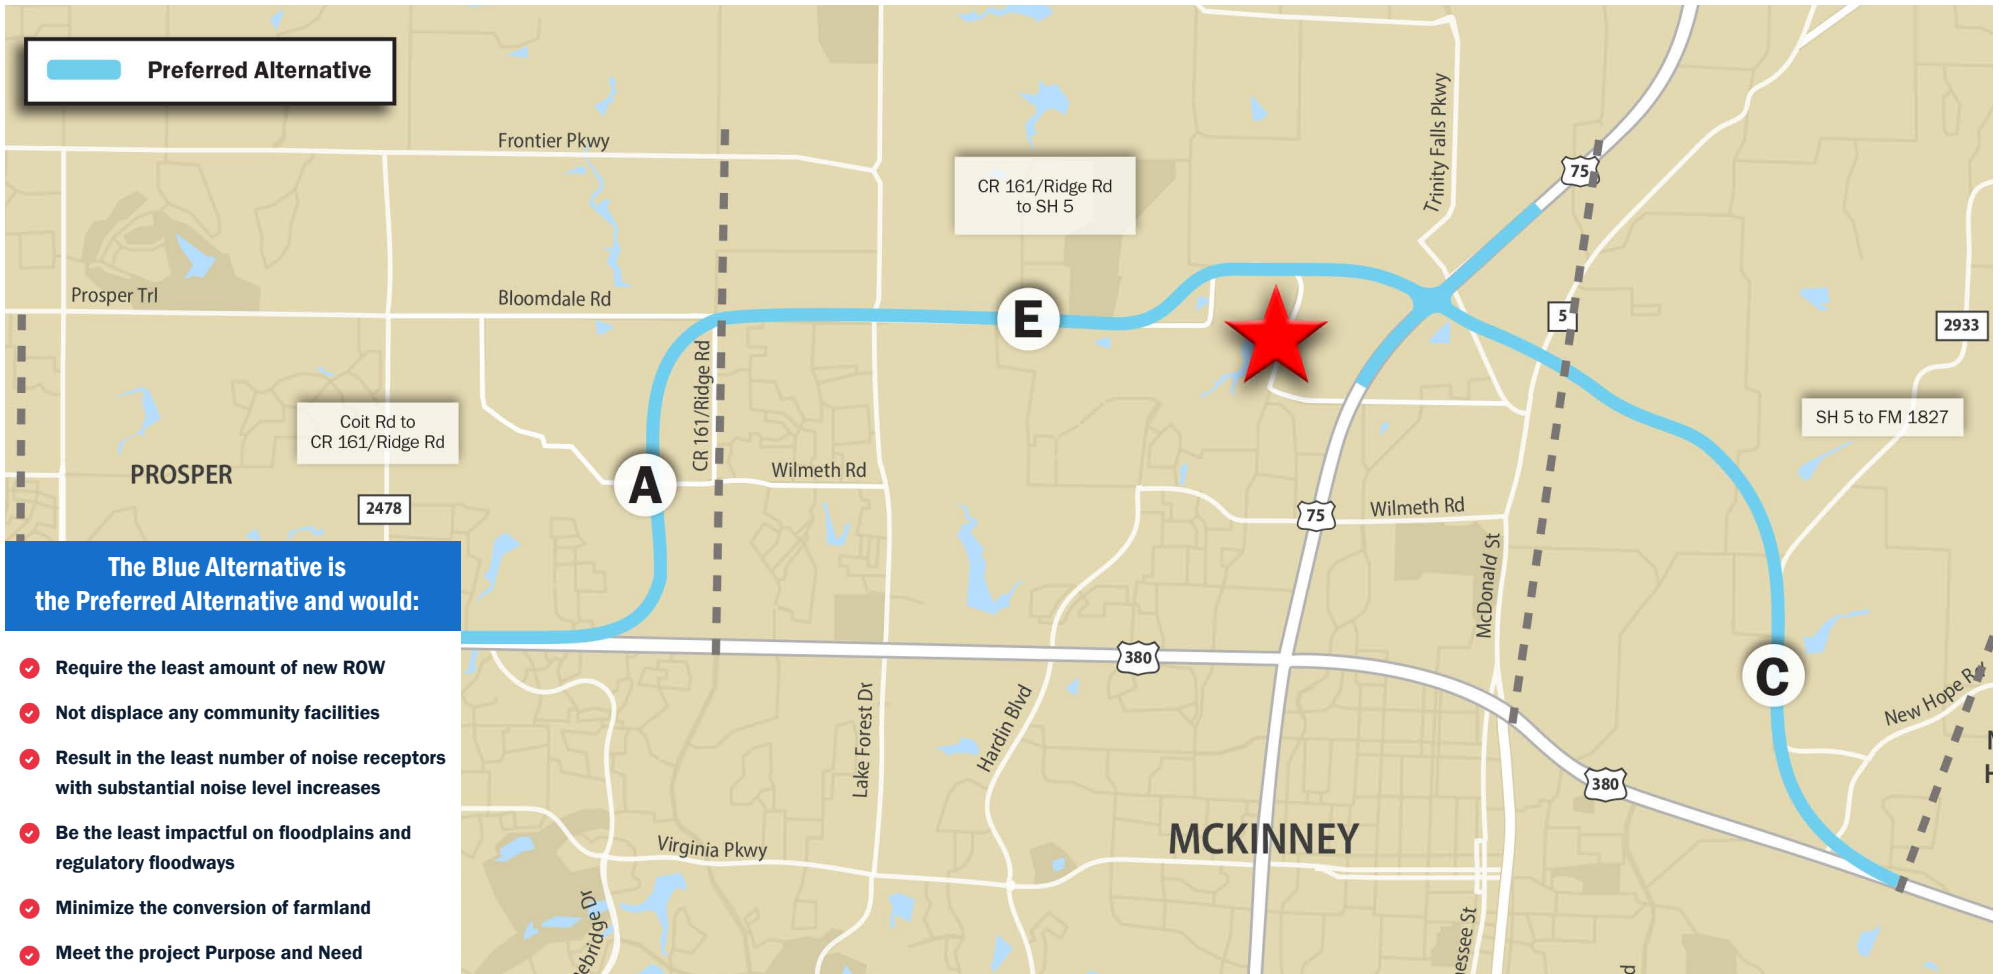 Preferred Alternative
Frontier Pkwy
CR 161/Ridge Rd
to SH 5
Trinity Falls Pkwy
75
Prosper Trl
Bloomdale Rd
E
5
2933
CR 161/Ridge Rd
Coit Rd to
CR 161/Ridge Rd
SH 5 to FM 1827
PROSPER
A
Wilmeth Rd
2478
75
Wilmeth Rd
McDonald St
The Blue Alternative is
the Preferred Alternative and would:
Require the least amount of new ROW
Not displace any community facilities
Result in the least number of noise receptors
with substantial noise level increases
Be the least impactful on floodplains and
regulatory floodways
Minimize the conversion of farmland
Meet the project Purpose and Need
380
C
New Hope Rd
Lake Forest Dr
Hardin Blvd
380
MCKINNEY
Virginia Pkwy
ebridge Dr
essee St